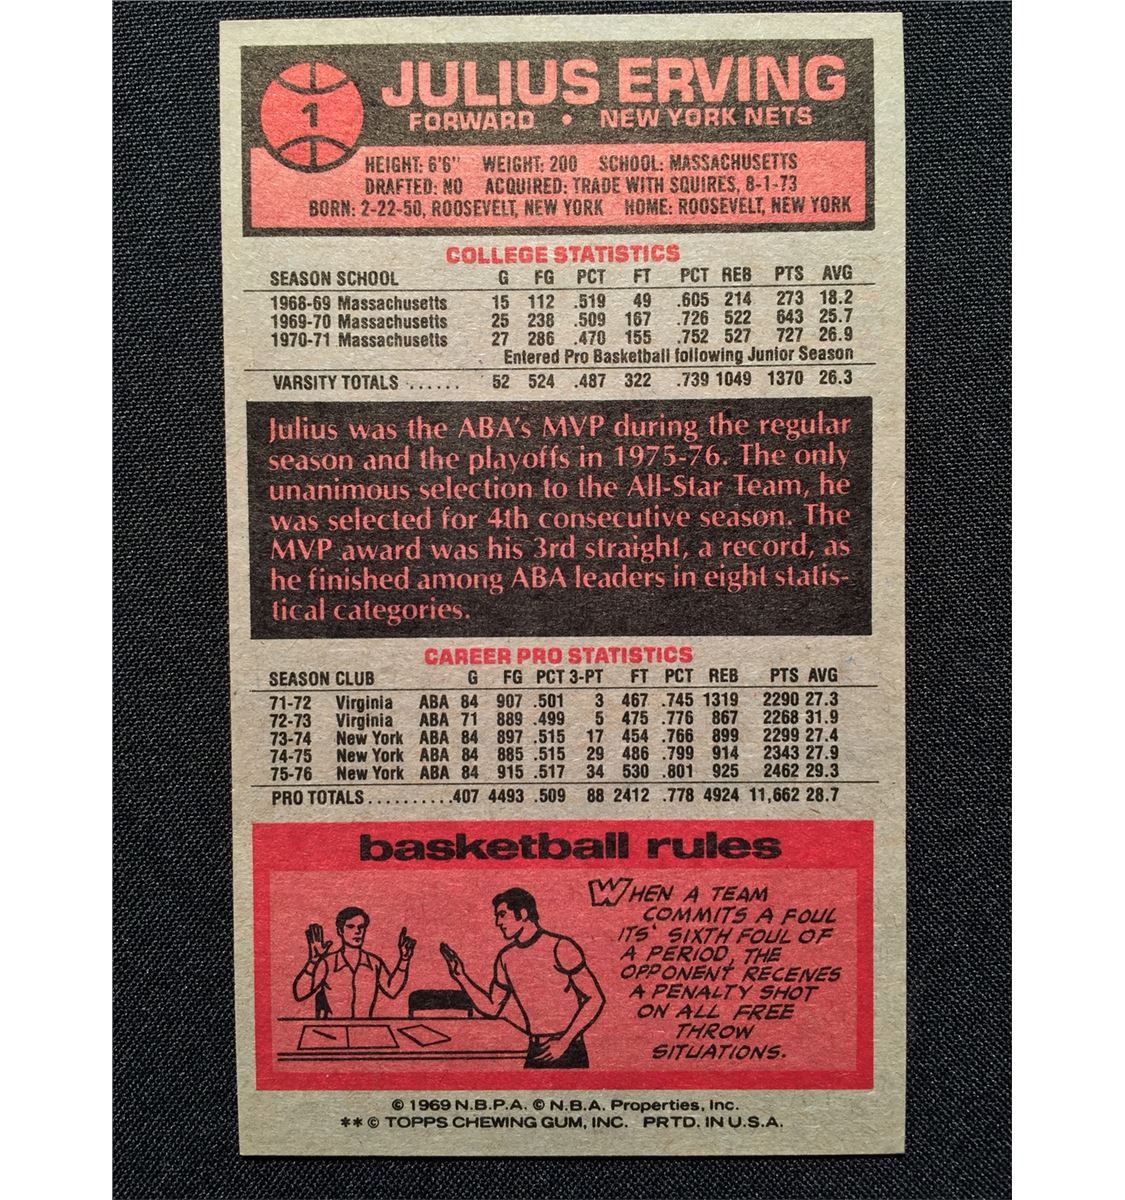 1
JULIUS ERVING
FORWARD • NEW YORK NETS
HEIGHT: 6'6" WEIGHT: 200 SCHOOL: MASSACHUSETTS
DRAFTED: NO ACQUIRED: TRADE WITH SQUIRES, 8-1-73
BORN: 2-22-50, ROOSEVELT, NEW YORK HOME: ROOSEVELT, NEW YORK
COLLEGE STATISTICS
SEASON SCHOOL G FG PCT FT PCT REB PTS AVG
1968-69 Massachusetts 15 112 .519 49 .605 214 273 18.2
1969-70 Massachusetts 25 238 .509 167 .726 522 643 25.7
1970-71 Massachusetts 27 286 .470 155 .752 527 727 26.9
Entered Pro Basketball following Junior Season
VARSITY TOTALS ...... 52 524 .487 322 .739 1049 1370 26.3
Julius was the ABA's MVP during the regular
season and the playoffs in 1975-76. The only
unanimous selection to the All-Star Team, he
was selected for 4th consecutive season. The
MVP award was his 3rd straight, a record, as
he finished among ABA leaders in eight statis-
tical categories.
CAREER PRO STATISTICS
SEASON CLUB G FG PCT 3-PT FT PCT REB PTS AVG
71-72 Virginia ABA 84 907 .501 3 467 .745 1319 2290 27.3
72-73 Virginia ABA 71 889 .499 5 475 .776 867 2268 31.9
73-74 New York ABA 84 897 .515 17 454 .766 899 2299 27.4
74-75 New York ABA 84 885 .515 29 486 .799 914 2343 27.9
75-76 New York ABA 84 915 .517 34 530 .801 925 2462 29.3
PRO TOTALS..........407 4493 .509 88 2412 .778 4924 11,662 28.7
basketball rules
WHEN A TEAM
COMMITS A FOUL
ITS' SIXTH FOUL OF
A PERIOD, THE
OPPONENT RECENES
A PENALTY SHOT
ON ALL FREE
THROW
SITUATIONS.
© 1969 N.B.P.A. © N.B.A. Properties, Inc.
** © TOPPS CHEWING GUM, INC. PRTD. IN U.S.A.